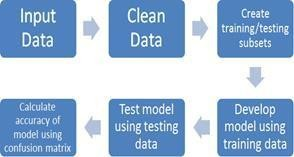 Input
Data
Clean
Data
Create
training/testing
subsets
Develop
model using
training data
Test model
using testing
data
Calculate
accuracy of
model using
confusion matrix